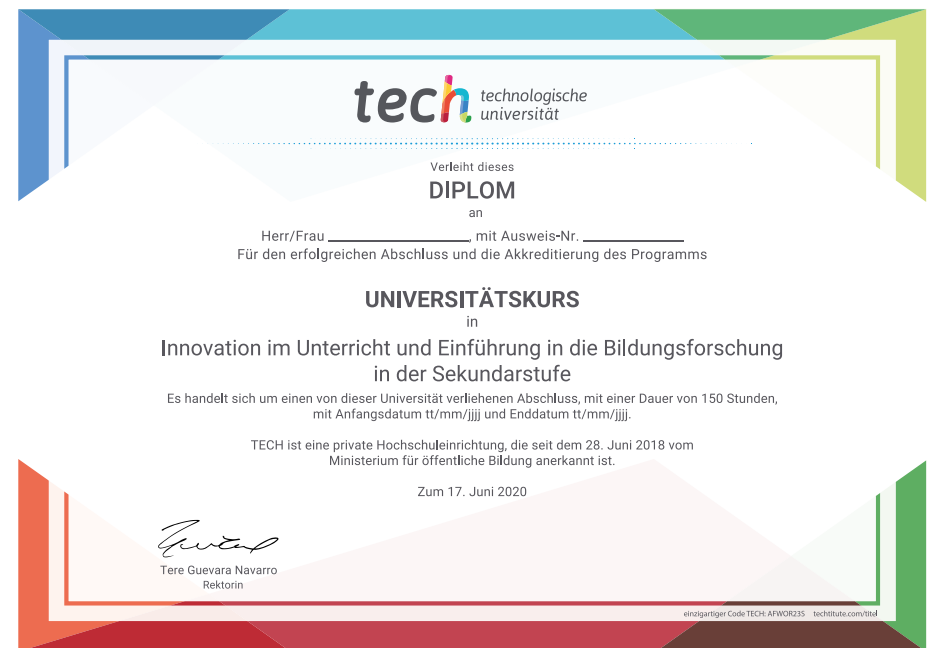 tech technologische
universität
Verleiht dieses
DIPLOM
an
Herr/Frau ____________________, mit Ausweis-Nr. ______________
Für den erfolgreichen Abschluss und die Akkreditierung des Programms
UNIVERSITÄTSKURS
in
Innovation im Unterricht und Einführung in die Bildungsforschung
in der Sekundarstufe
Es handelt sich um einen von dieser Universität verliehenen Abschluss, mit einer Dauer von 150 Stunden,
mit Anfangsdatum tt/mm/jjjj und Enddatum tt/mm/jjjj.
TECH ist eine private Hochschuleinrichtung, die seit dem 28. Juni 2018 vom
Ministerium für öffentliche Bildung anerkannt ist.
Zum 17. Juni 2020
Tere Guevara Navarro
Rektorin
einzigartiger Code TECH: AFWOR23S techtitute.com/titel